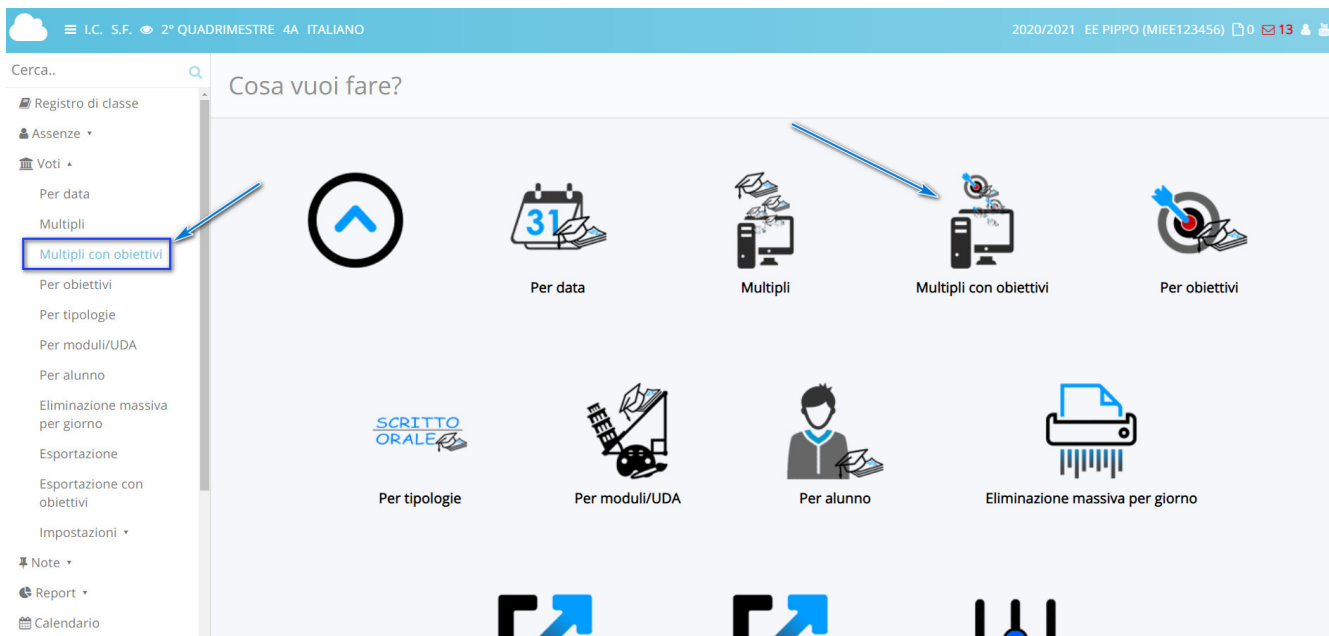 I.C. S.F. 2° QUADRIMESTRE 4A ITALIANO
2020/2021 EE PIPPO (MIEE123456) 0 13
Cerca..
Registro di classe
Assenze
Voti
Per data
Multipli
Multipli con obiettivi
Per obiettivi
Per tipologie
Per moduli/UDA
Per alunno
Eliminazione massiva
per giorno
Esportazione
Esportazione con
obiettivi
Impostazioni
Note
Report
Calendario
Cosa vuoi fare?
31
Per data
Multipli
Multipli con obiettivi
Per obiettivi
SCRITTO
ORALE
Per tipologie
Per moduli/UDA
Per alunno
Eliminazione massiva per giorno